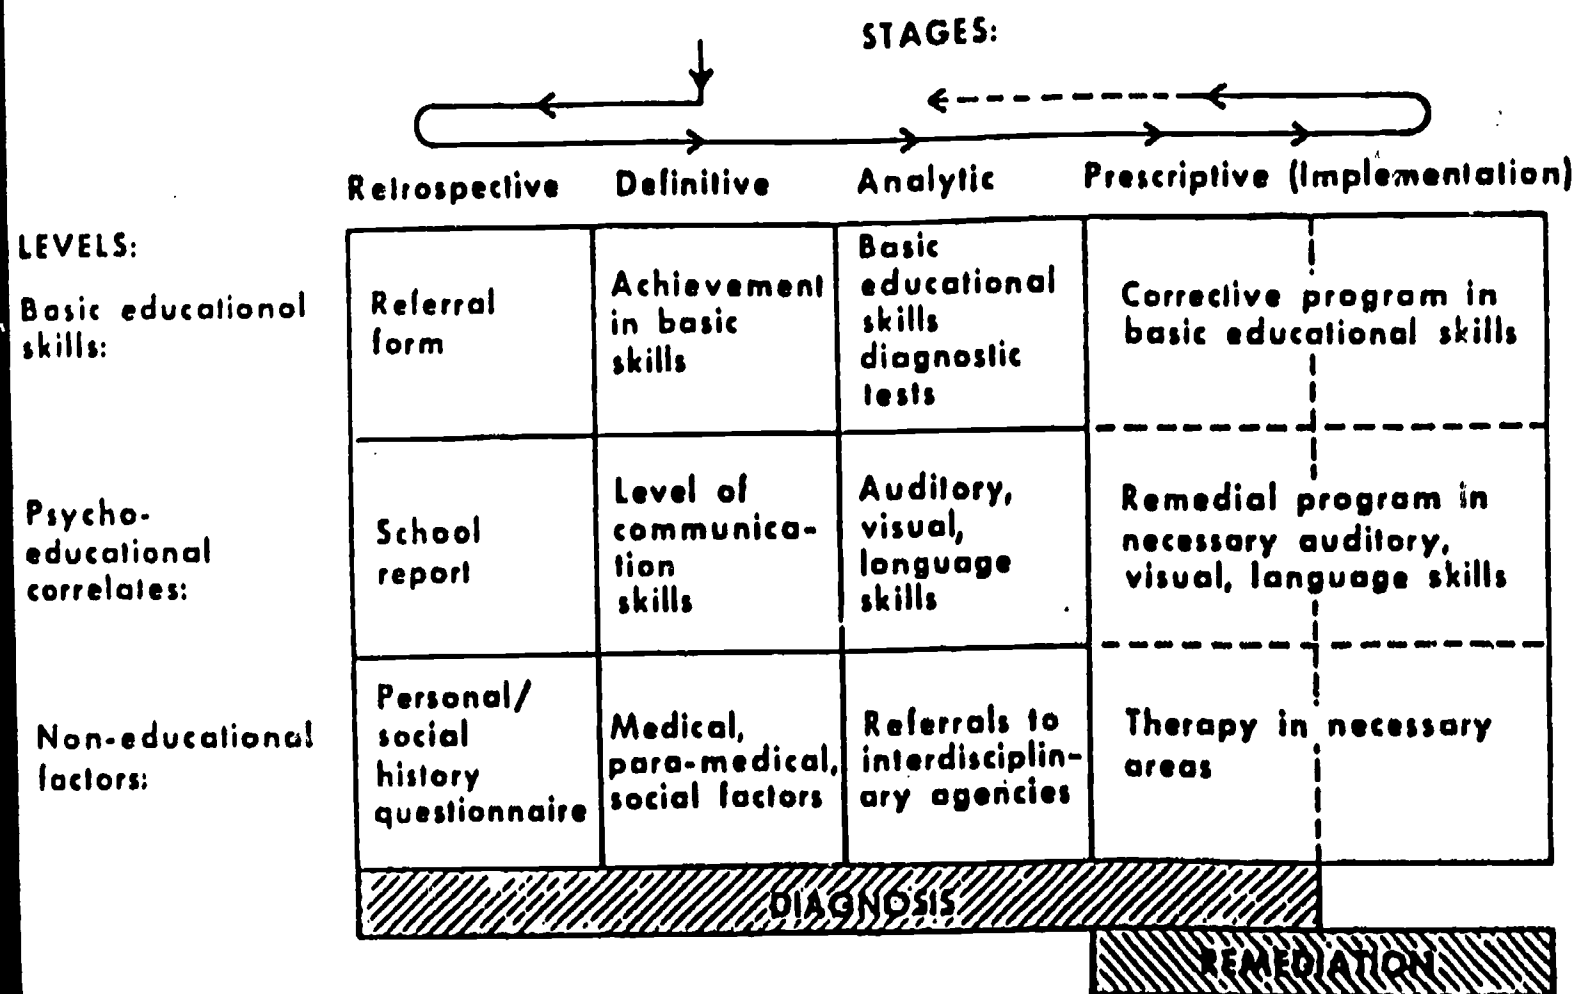 STAGES:
Retrospective Definitive Analytic Prescriptive (Implementation)
LEVELS:
Basic educational
skills:
Referral
form
Achievement
in basic
skills
Basic
educational
skills
diagnostic
tests
Corrective program in
basic educational skills
Psycho-
educational
correlates:
School
report
Level of
communica-
tion
skills
Auditory,
visual,
language
skills
Remedial program in
necessary auditory,
visual, language skills
Non-educational
factors:
Personal/
social
history
questionnaire
Medical,
para-medical,
social factors
Referrals to
interdisciplin-
ary agencies
Therapy in necessary
areas
DIAGNOSIS
REMEDIATION